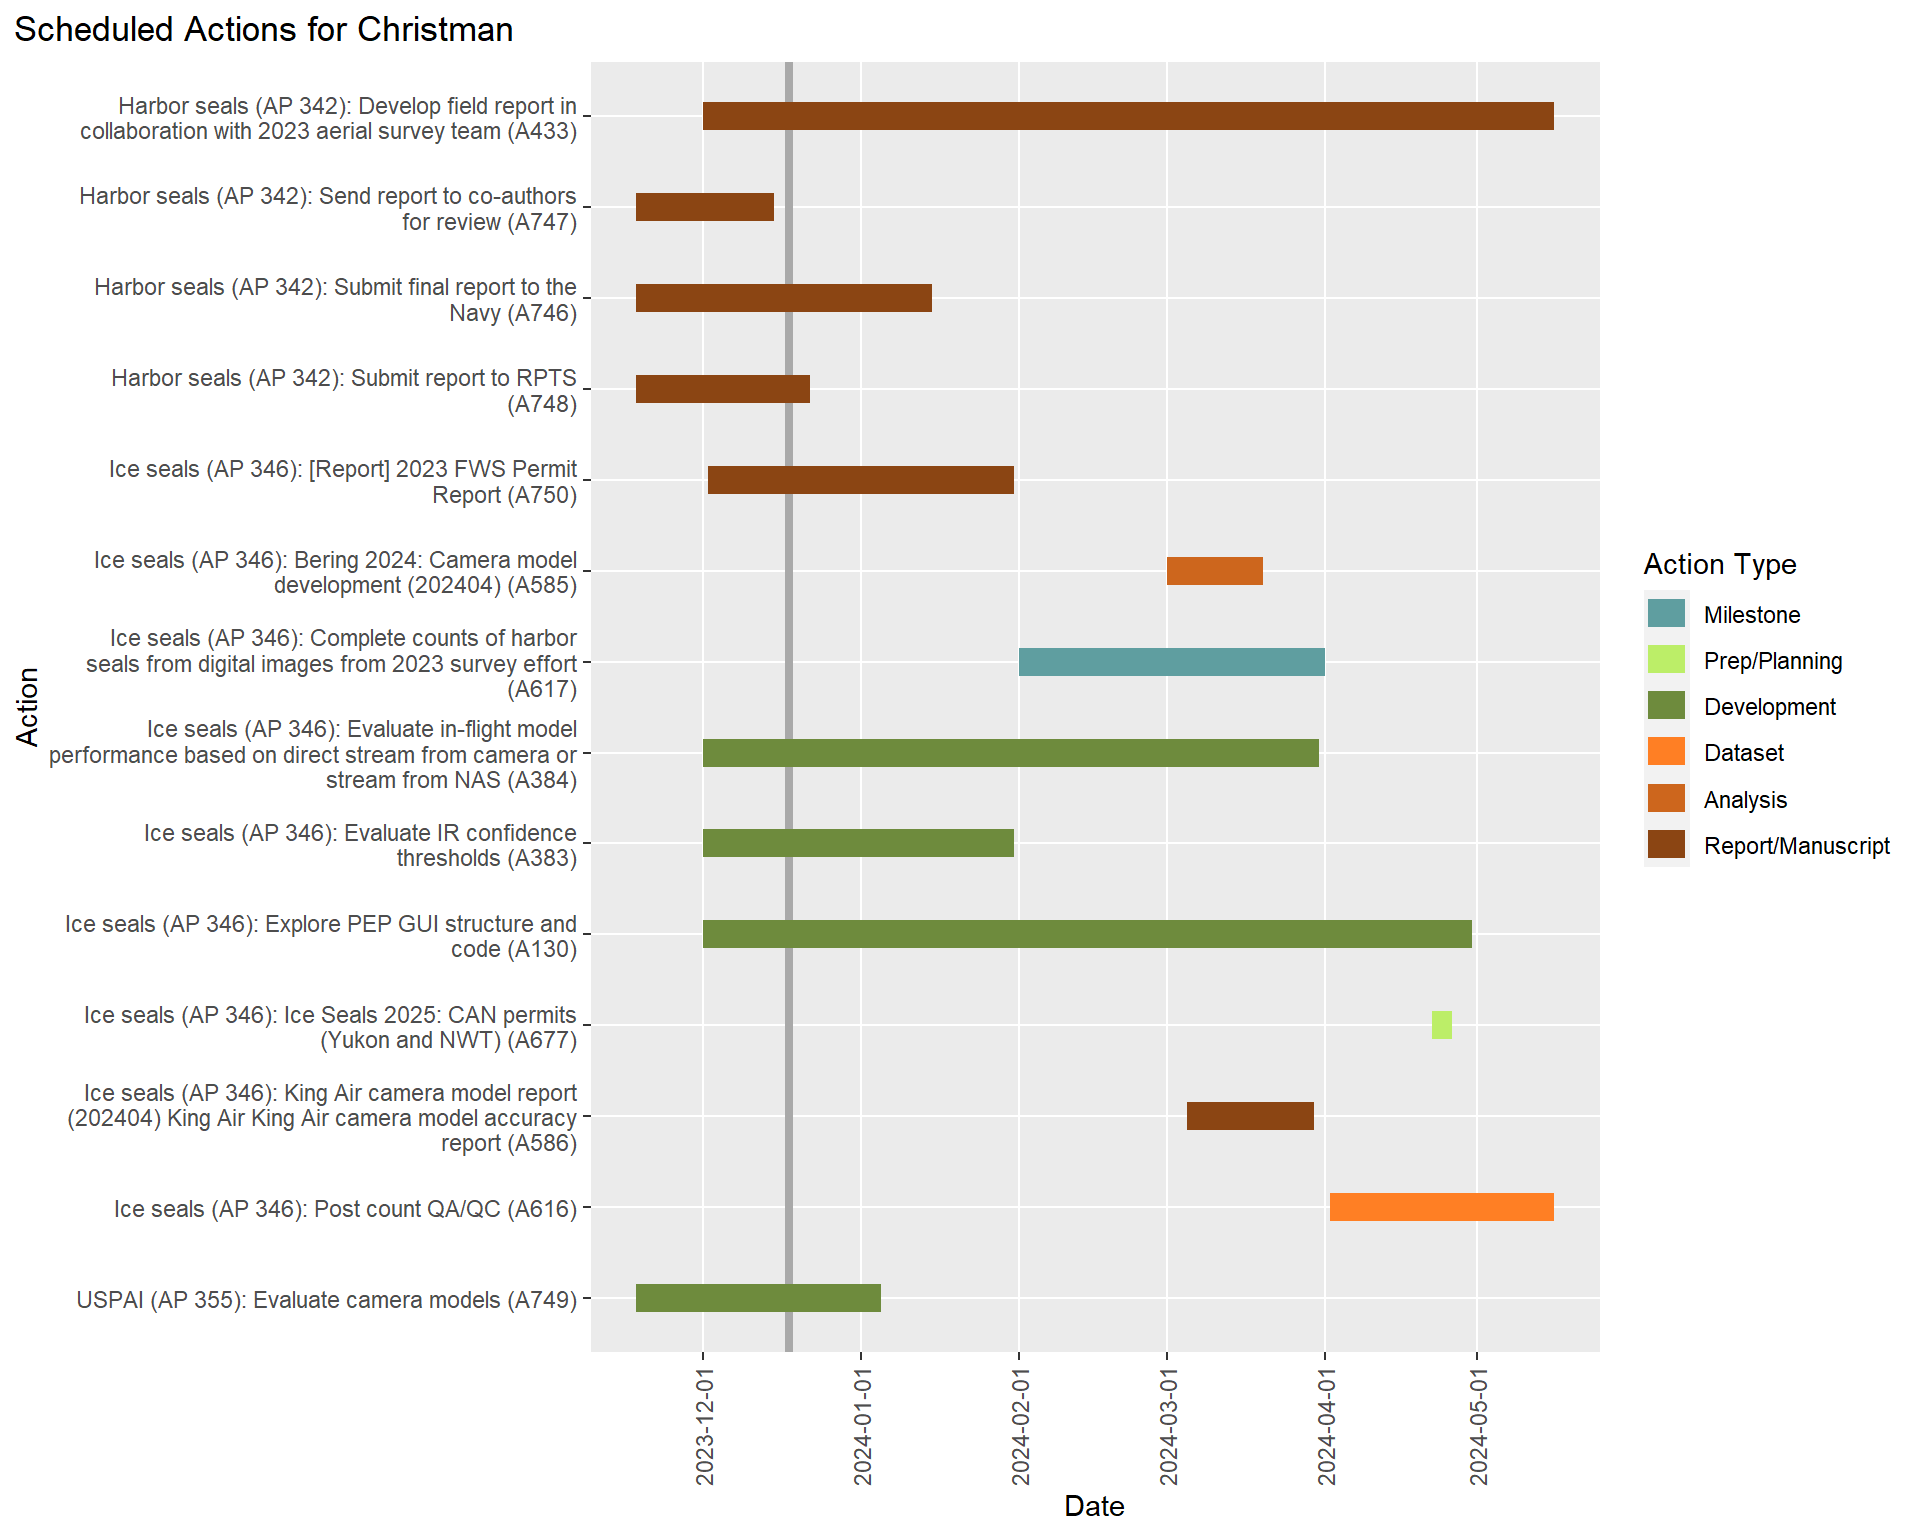 Scheduled Actions for Christman
Harbor seals (AP 342): Develop field report in
collaboration with 2023 aerial survey team (A433)
Harbor seals (AP 342): Send report to co-authors
for review (A747)
Harbor seals (AP 342): Submit final report to the
Navy (A746)
Harbor seals (AP 342): Submit report to RPTS
(A748)
Ice seals (AP 346): [Report] 2023 FWS Permit
Report (A750)
Ice seals (AP 346): Bering 2024: Camera model
development (202404) (A585)
Ice seals (AP 346): Complete counts of harbor
seals from digital images from 2023 survey effort
(A617)
Ice seals (AP 346): Evaluate in-flight model
performance based on direct stream from camera or
stream from NAS (A384)
Ice seals (AP 346): Evaluate IR confidence
thresholds (A383)
Ice seals (AP 346): Explore PEP GUI structure and
code (A130)
Ice seals (AP 346): Ice Seals 2025: CAN permits
(Yukon and NWT) (A677)
Ice seals (AP 346): King Air camera model report
(202404) King Air King Air camera model accuracy
report (A586)
Ice seals (AP 346): Post count QA/QC (A616)
USPAI (AP 355): Evaluate camera models (A749)
Action
2023-12-01
2024-01-01
2024-02-01
2024-03-01
2024-04-01
2024-05-01
Date
Action Type
Milestone
Prep/Planning
Development
Dataset
Analysis
Report/Manuscript